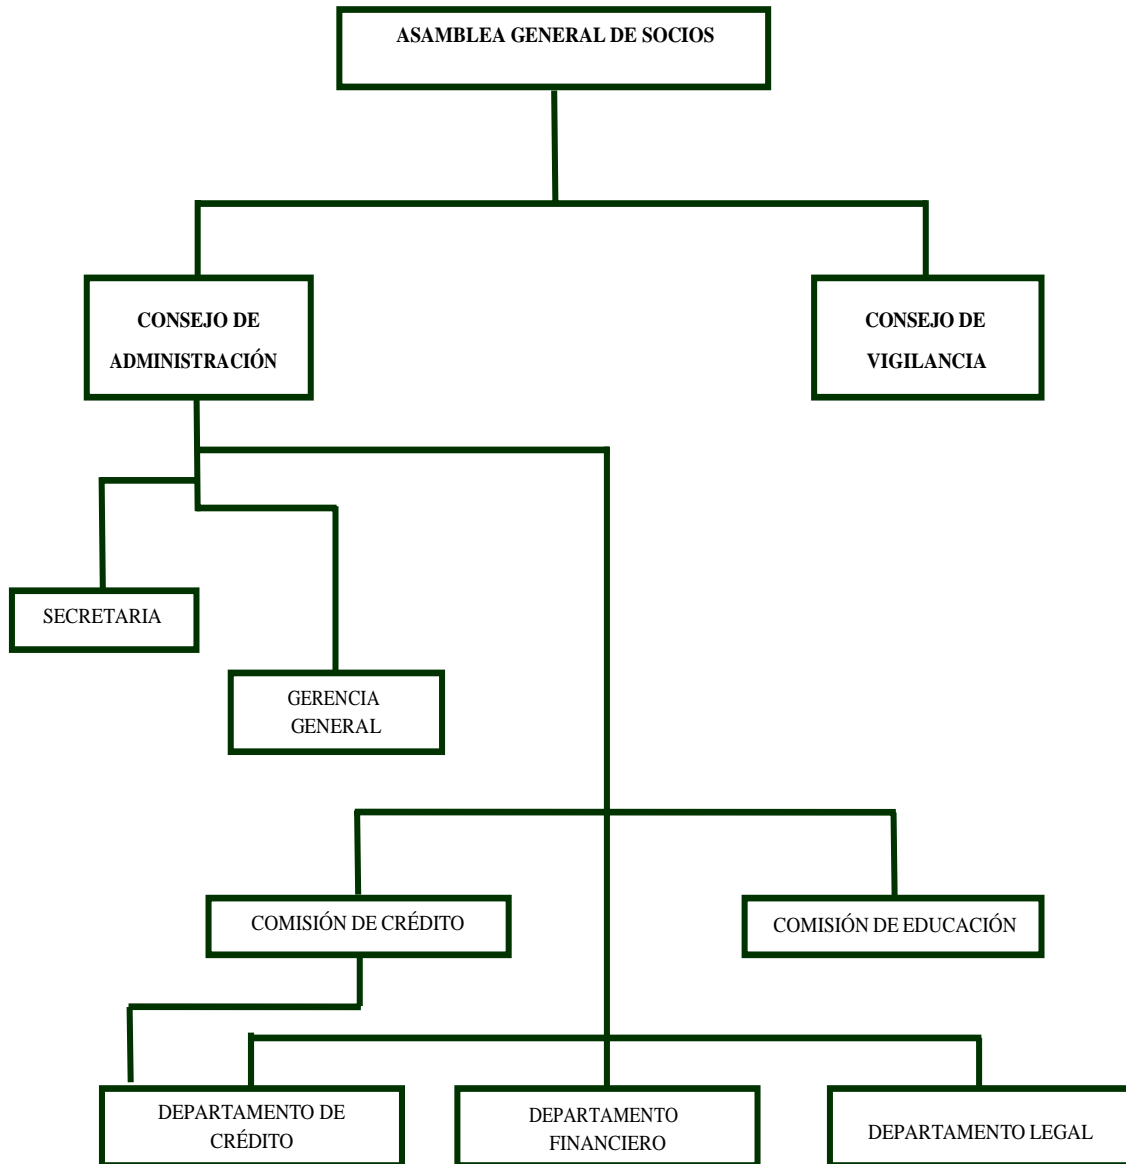 ASAMBLEA GENERAL DE SOCIOS
CONSEJO DE
ADMINISTRACIÓN
CONSEJO DE
VIGILANCIA
SECRETARIA
GERENCIA
GENERAL
COMISIÓN DE CRÉDITO
COMISIÓN DE EDUCACIÓN
DEPARTAMENTO DE
CRÉDITO
DEPARTAMENTO
FINANCIERO
DEPARTAMENTO LEGAL